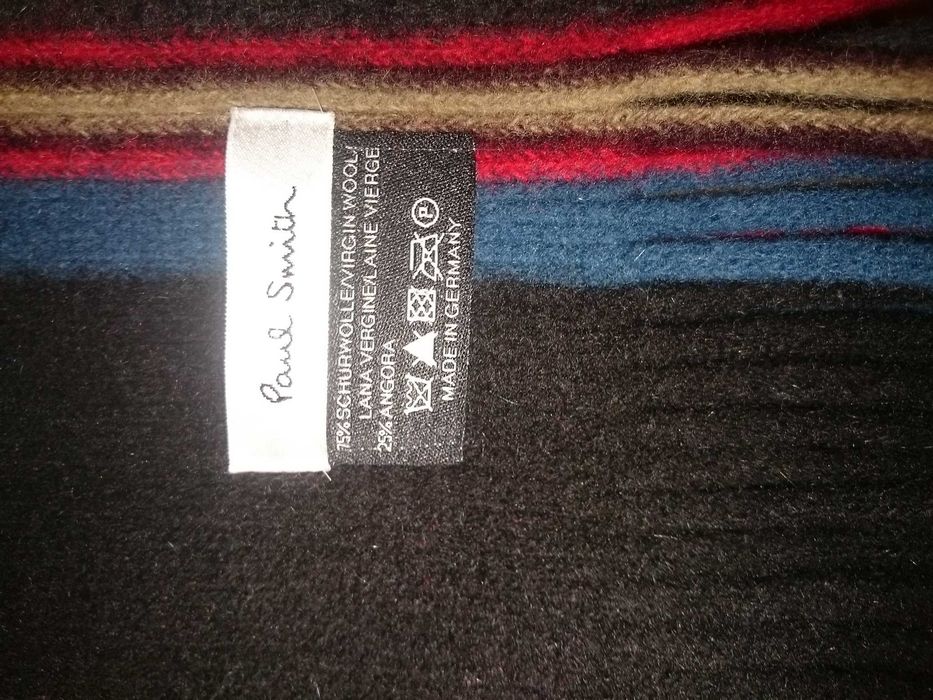 Paul Smith
75% SCHURWOLLE/VIRGIN WOOL/
LANA VERGINE/LAINE VIERGE
25% ANGORA
P
MADE IN GERMANY